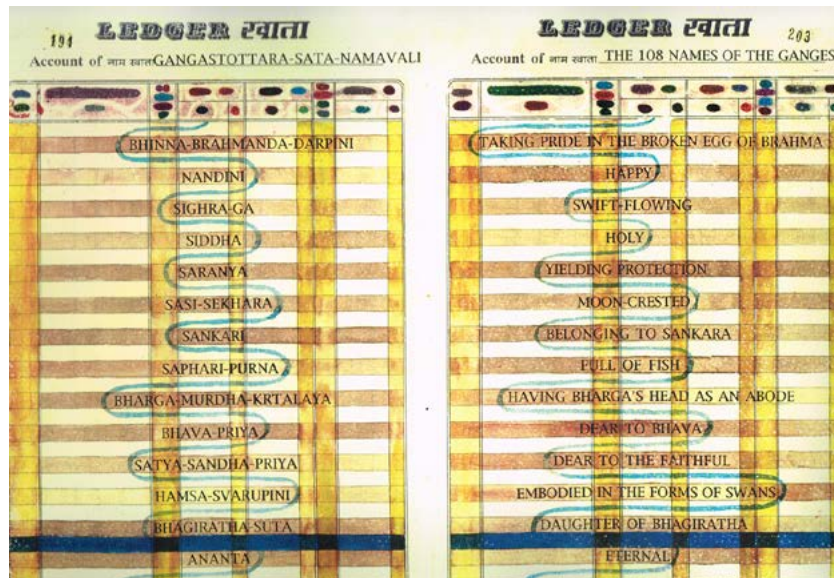 191
LEDGER खाता
Account of नाम खाता GANGASTOTTARA-SATA-NAMAVALI
BHINNA-BRAHMANDA-DARPINI
NANDINI
SIGHRA-GA
SIDDHA
SARANYA
SASI-SEKHARA
SANKARI
SAPHARI-PURNA
BHARGA-MURDHA-KRTALAYA
BHAVA-PRIYA
SATYA-SANDHA-PRIYA
HAMSA-SVARUPINI
BHAGIRATHA-SUTA
ANANTA
LEDGER खाता
203
Account of नाम खाता THE 108 NAMES OF THE GANGES
TAKING PRIDE IN THE BROKEN EGG OF BRAHMA
HAPPY
SWIFT-FLOWING
HOLY
YIELDING PROTECTION
MOON-CRESTED
BELONGING TO SANKARA
FULL OF FISH
HAVING BHARGA'S HEAD AS AN ABODE
DEAR TO BHAVA
DEAR TO THE FAITHFUL
EMBODIED IN THE FORMS OF SWANS
DAUGHTER OF BHAGIRATHA
ETERNAL